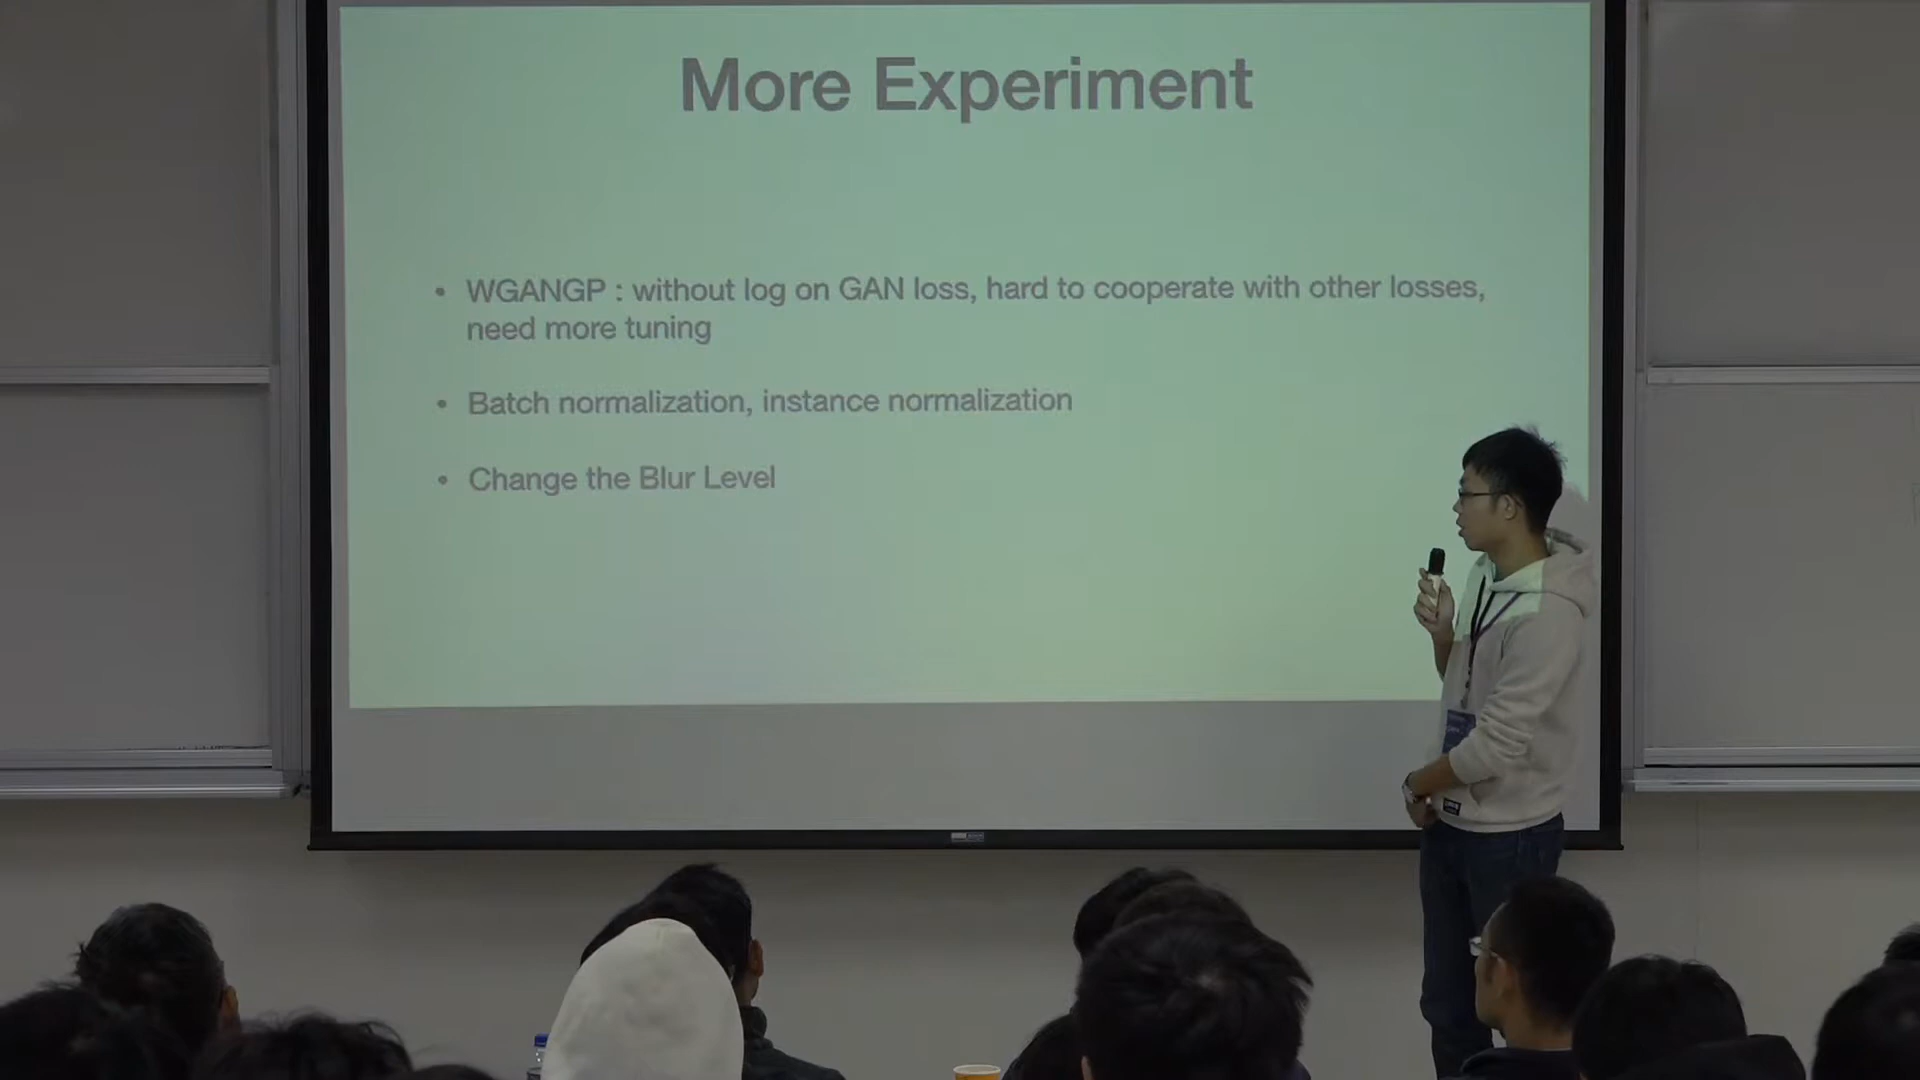 More Experiment
• WGANGP : without log on GAN loss, hard to cooperate with other losses,
need more tuning
• Batch normalization, instance normalization
• Change the Blur Level